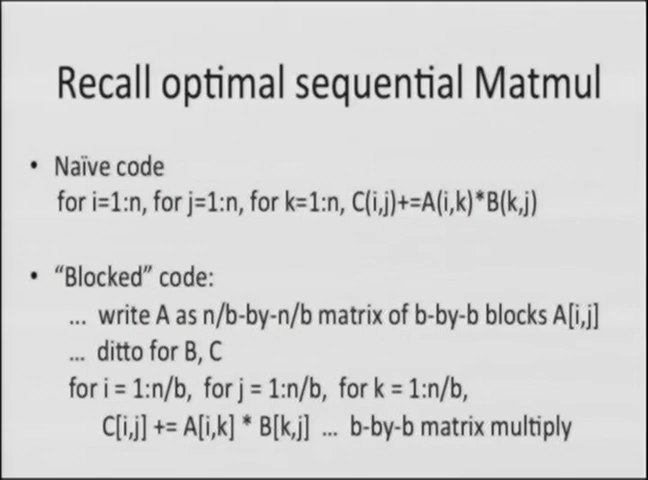 Recall optimal sequential Matmul
• Naïve code
for i=1:n, for j=1:n, for k=1:n, C(i,j)+=A(i,k)*B(k,j)
• “Blocked” code:
... write A as n/b-by-n/b matrix of b-by-b blocks A[i,j]
... ditto for B, C
for i = 1:n/b, for j = 1:n/b, for k = 1:n/b,
C[i,j] += A[i,k] * B[k,j] ... b-by-b matrix multiply